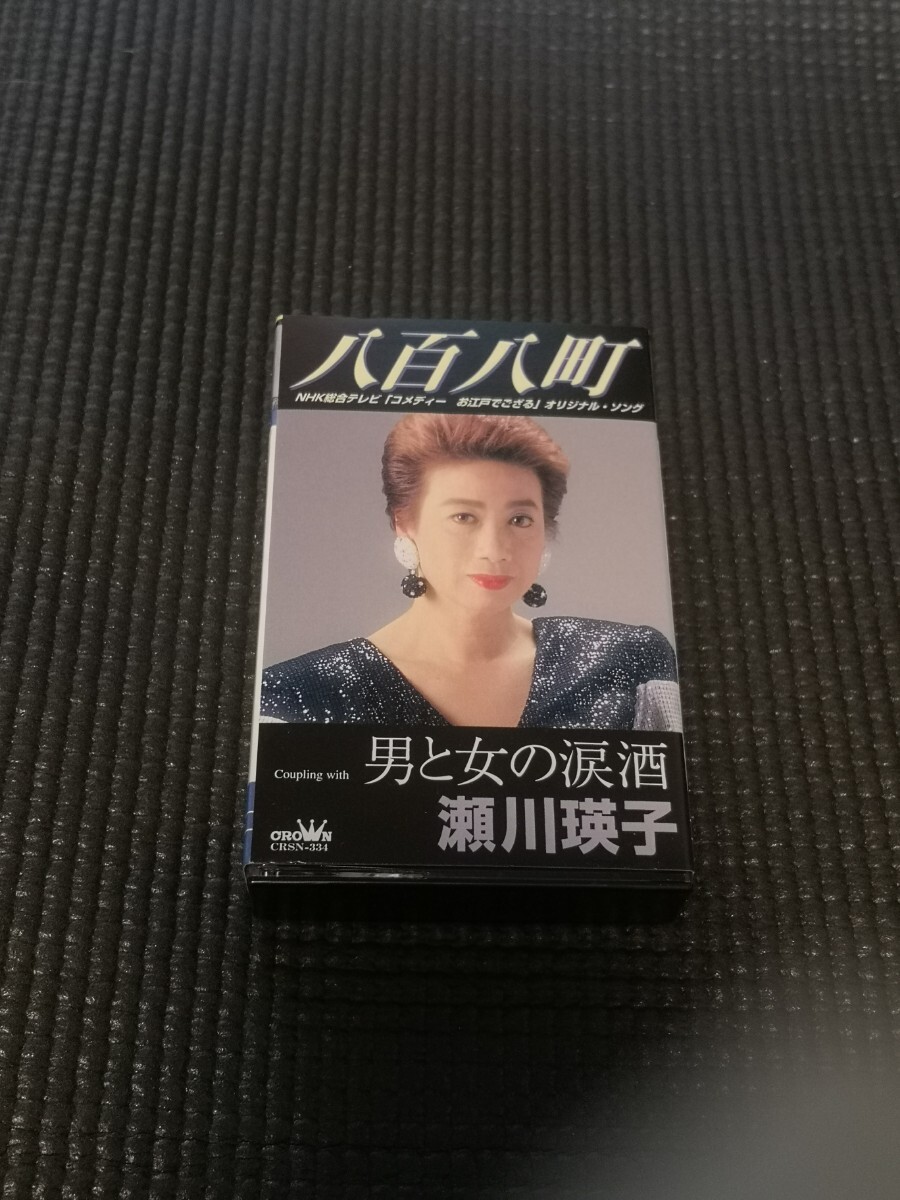 八百八町
NHK総合テレビ「コメディー　お江戸でござる」オリジナル・ソング
Coupling with 男と女の涙酒
瀬川瑛子
CROWN
CRSN-334